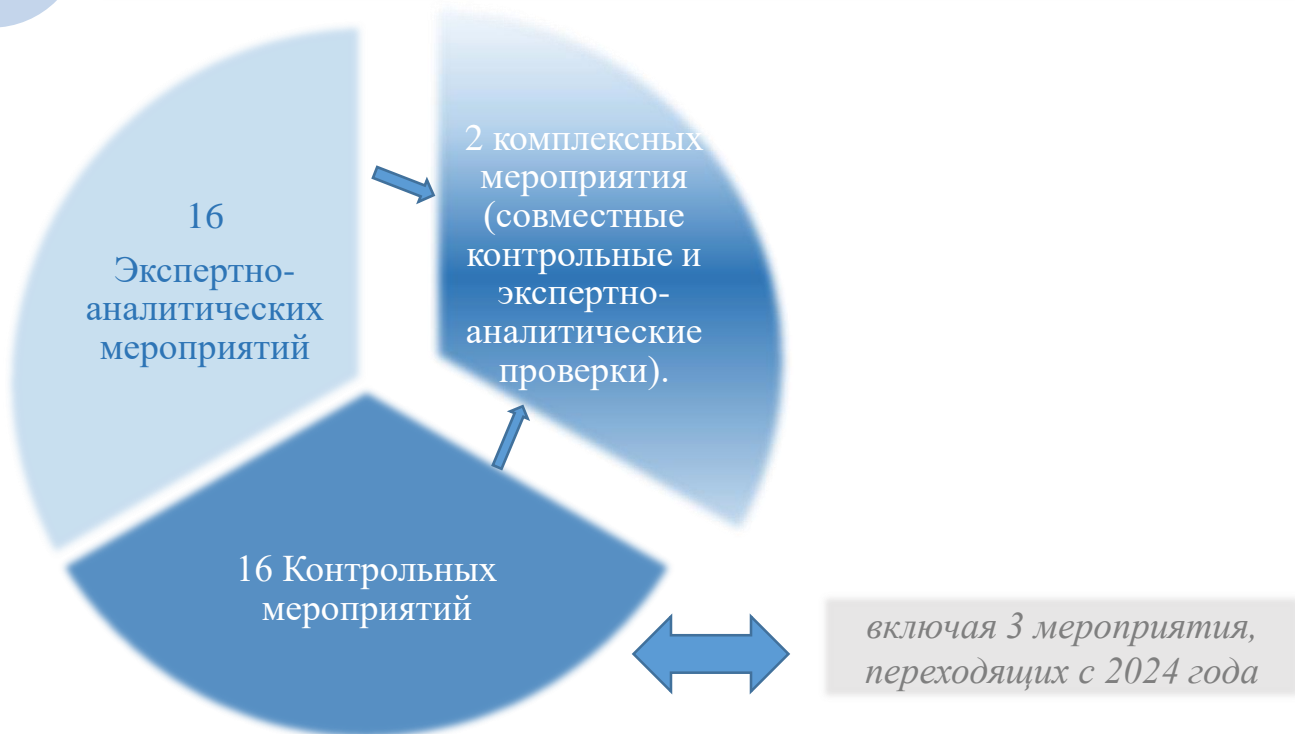 16
Экспертно-
аналитических
мероприятий
2 комплексных
мероприятия
(совместные
контрольные и
экспертно-
аналитические
проверки).
16 Контрольных
мероприятий
включая 3 мероприятия,
переходящих с 2024 года